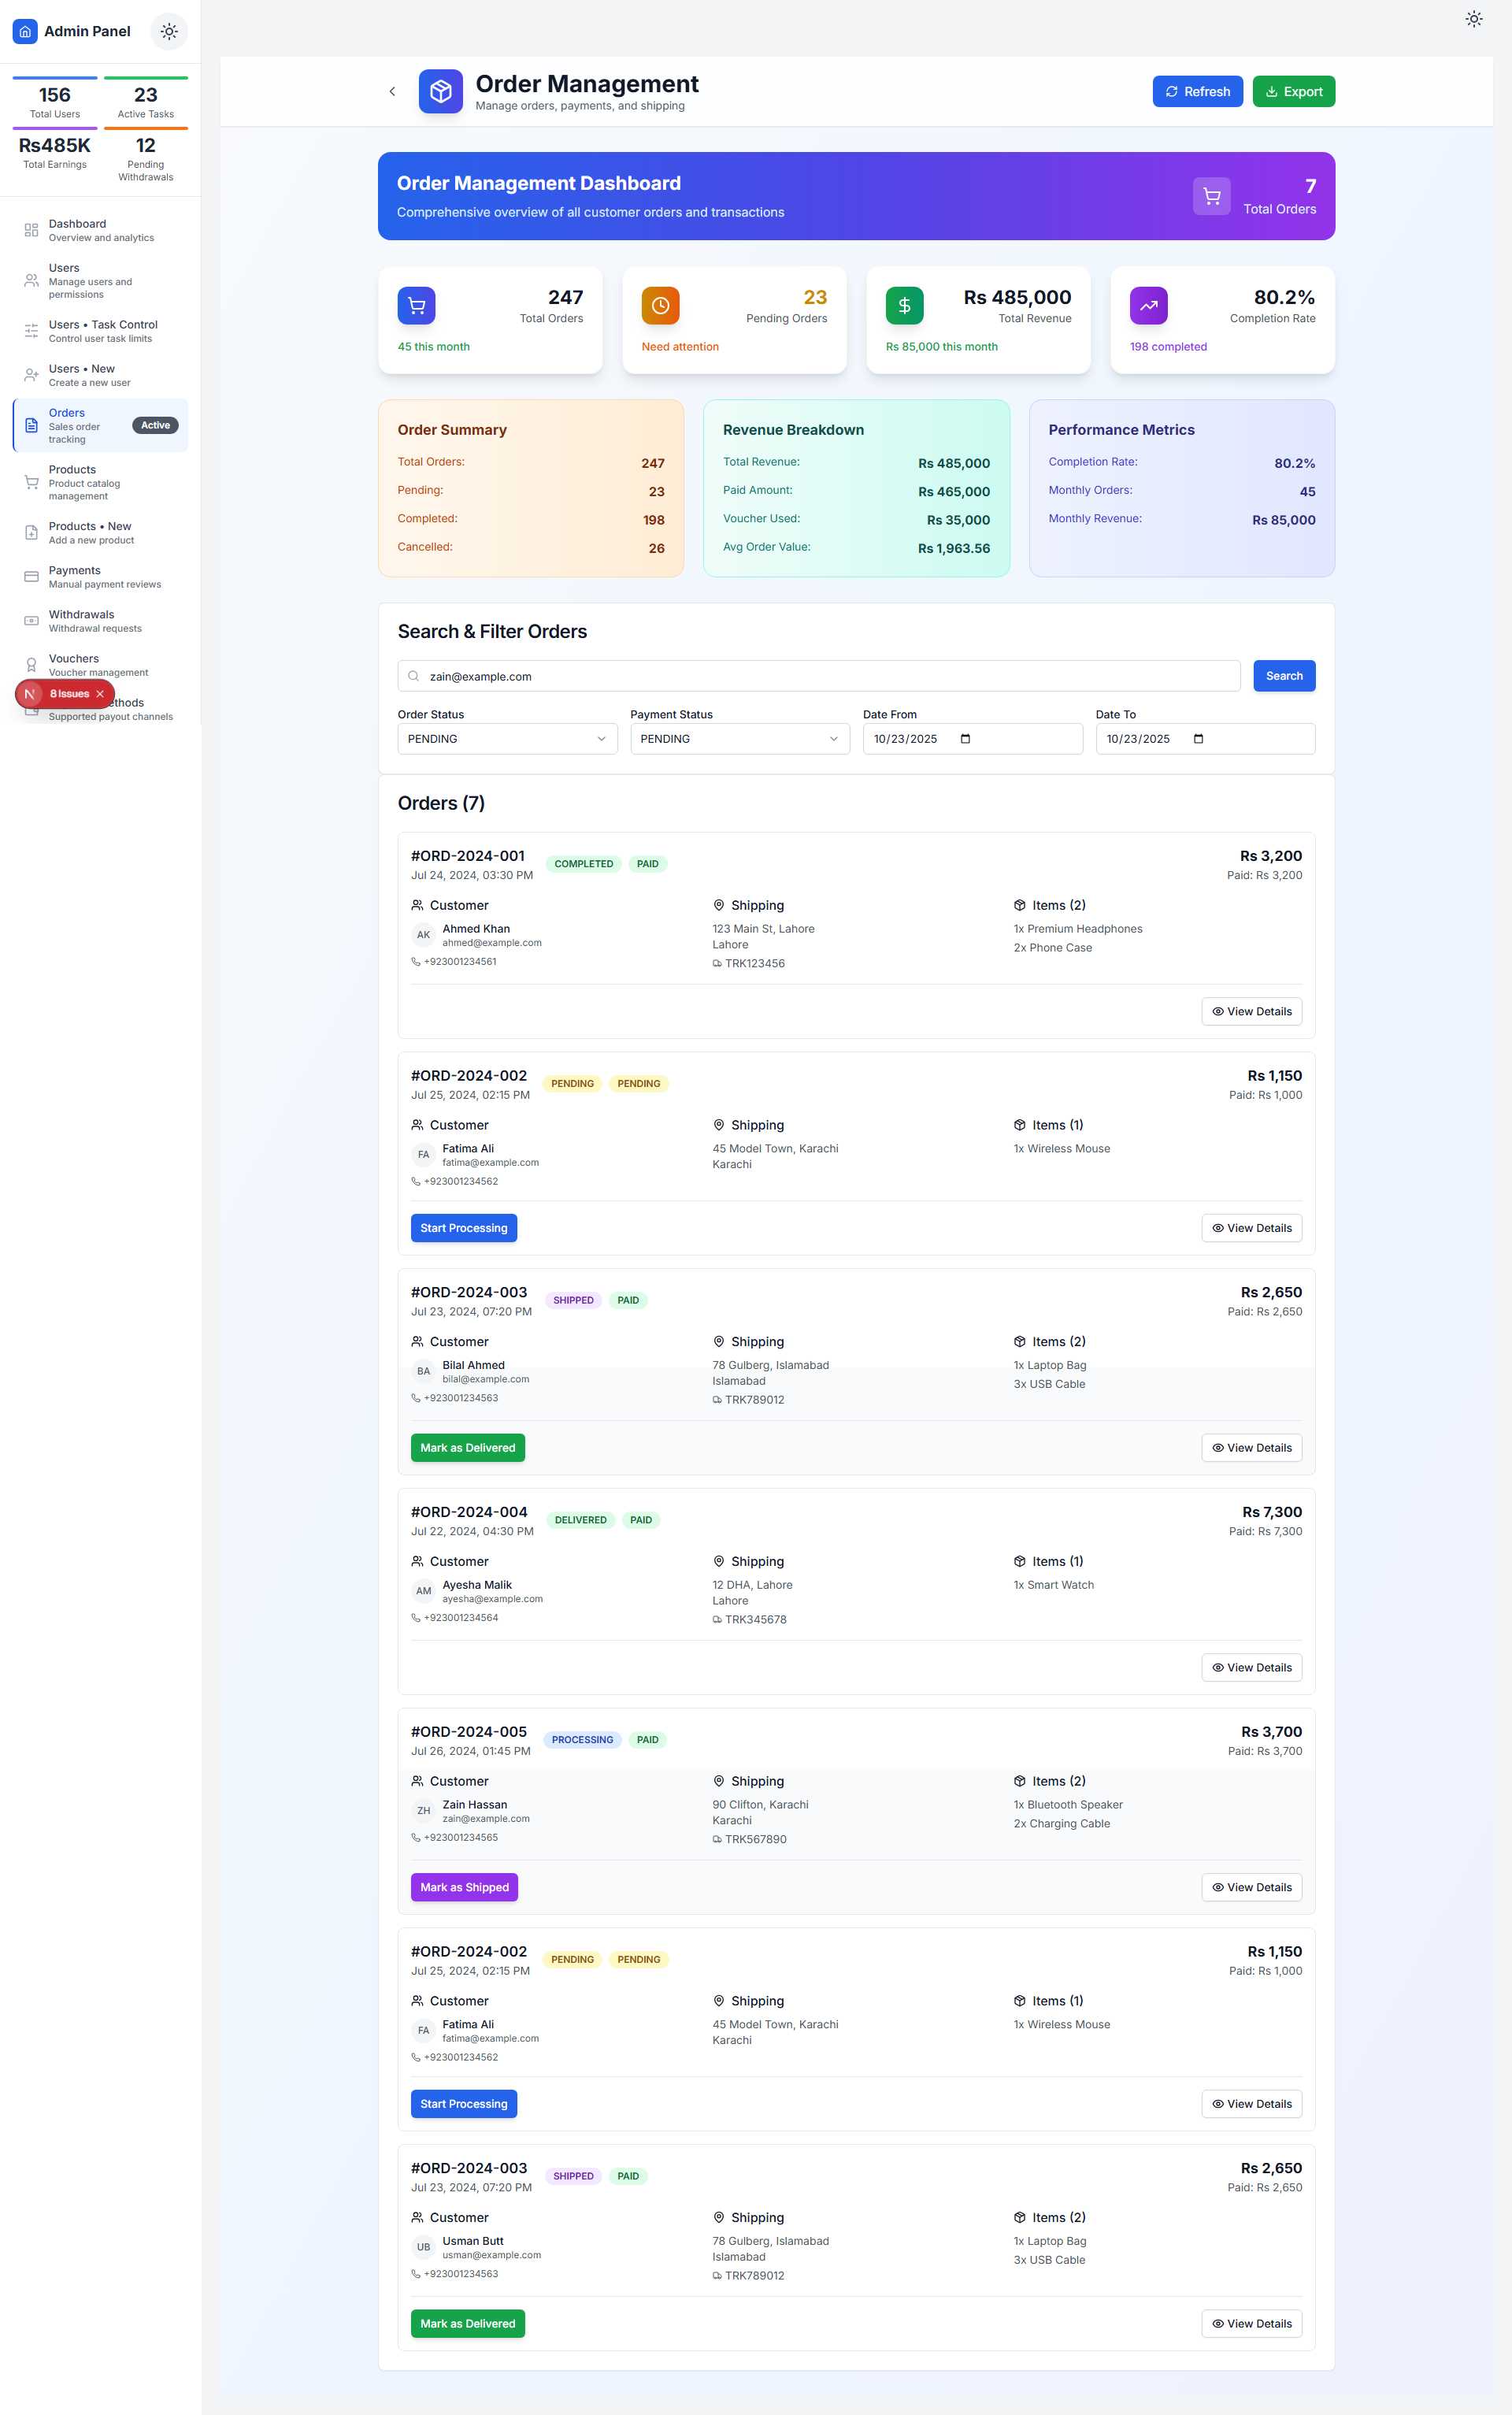 Admin Panel
156
Total Users
23
Active Tasks
Rs485K
Total Earnings
12
Pending
Withdrawals
Dashboard
Overview and analytics
Users
Manage users and
permissions
Users • Task Control
Control user task limits
Users • New
Create a new user
Orders
Sales order
tracking
Active
Products
Product catalog
management
Products • New
Add a new product
Payments
Manual payment reviews
Withdrawals
Withdrawal requests
Vouchers
Voucher management
N 8 Issues
ethods
Supported payout channels
Order Management
Manage orders, payments, and shipping
Refresh
Export
Order Management Dashboard
Comprehensive overview of all customer orders and transactions
7
Total Orders
247
Total Orders
45 this month
23
Pending Orders
Need attention
Rs 485,000
Total Revenue
Rs 85,000 this month
80.2%
Completion Rate
198 completed
Order Summary
Total Orders: 247
Pending: 23
Completed: 198
Cancelled: 26
Revenue Breakdown
Total Revenue: Rs 485,000
Paid Amount: Rs 465,000
Voucher Used: Rs 35,000
Avg Order Value: Rs 1,963.56
Performance Metrics
Completion Rate: 80.2%
Monthly Orders: 45
Monthly Revenue: Rs 85,000
Search & Filter Orders
zain@example.com
Search
Order Status
PENDING
Payment Status
PENDING
Date From
10/23/2025
Date To
10/23/2025
Orders (7)
#ORD-2024-001
Jul 24, 2024, 03:30 PM
COMPLETED PAID
Rs 3,200
Paid: Rs 3,200
Customer
AK
Ahmed Khan
ahmed@example.com
+923001234561
Shipping
123 Main St, Lahore
Lahore
TRK123456
Items (2)
1x Premium Headphones
2x Phone Case
View Details
#ORD-2024-002
Jul 25, 2024, 02:15 PM
PENDING PENDING
Rs 1,150
Paid: Rs 1,000
Customer
FA
Fatima Ali
fatima@example.com
+923001234562
Shipping
45 Model Town, Karachi
Karachi
Items (1)
1x Wireless Mouse
Start Processing
View Details
#ORD-2024-003
Jul 23, 2024, 07:20 PM
SHIPPED PAID
Rs 2,650
Paid: Rs 2,650
Customer
BA
Bilal Ahmed
bilal@example.com
+923001234563
Shipping
78 Gulberg, Islamabad
Islamabad
TRK789012
Items (2)
1x Laptop Bag
3x USB Cable
Mark as Delivered
View Details
#ORD-2024-004
Jul 22, 2024, 04:30 PM
DELIVERED PAID
Rs 7,300
Paid: Rs 7,300
Customer
AM
Ayesha Malik
ayesha@example.com
+923001234564
Shipping
12 DHA, Lahore
Lahore
TRK345678
Items (1)
1x Smart Watch
View Details
#ORD-2024-005
Jul 26, 2024, 01:45 PM
PROCESSING PAID
Rs 3,700
Paid: Rs 3,700
Customer
ZH
Zain Hassan
zain@example.com
+923001234565
Shipping
90 Clifton, Karachi
Karachi
TRK567890
Items (2)
1x Bluetooth Speaker
2x Charging Cable
Mark as Shipped
View Details
#ORD-2024-002
Jul 25, 2024, 02:15 PM
PENDING PENDING
Rs 1,150
Paid: Rs 1,000
Customer
FA
Fatima Ali
fatima@example.com
+923001234562
Shipping
45 Model Town, Karachi
Karachi
Items (1)
1x Wireless Mouse
Start Processing
View Details
#ORD-2024-003
Jul 23, 2024, 07:20 PM
SHIPPED PAID
Rs 2,650
Paid: Rs 2,650
Customer
UB
Usman Butt
usman@example.com
+923001234563
Shipping
78 Gulberg, Islamabad
Islamabad
TRK789012
Items (2)
1x Laptop Bag
3x USB Cable
Mark as Delivered
View Details